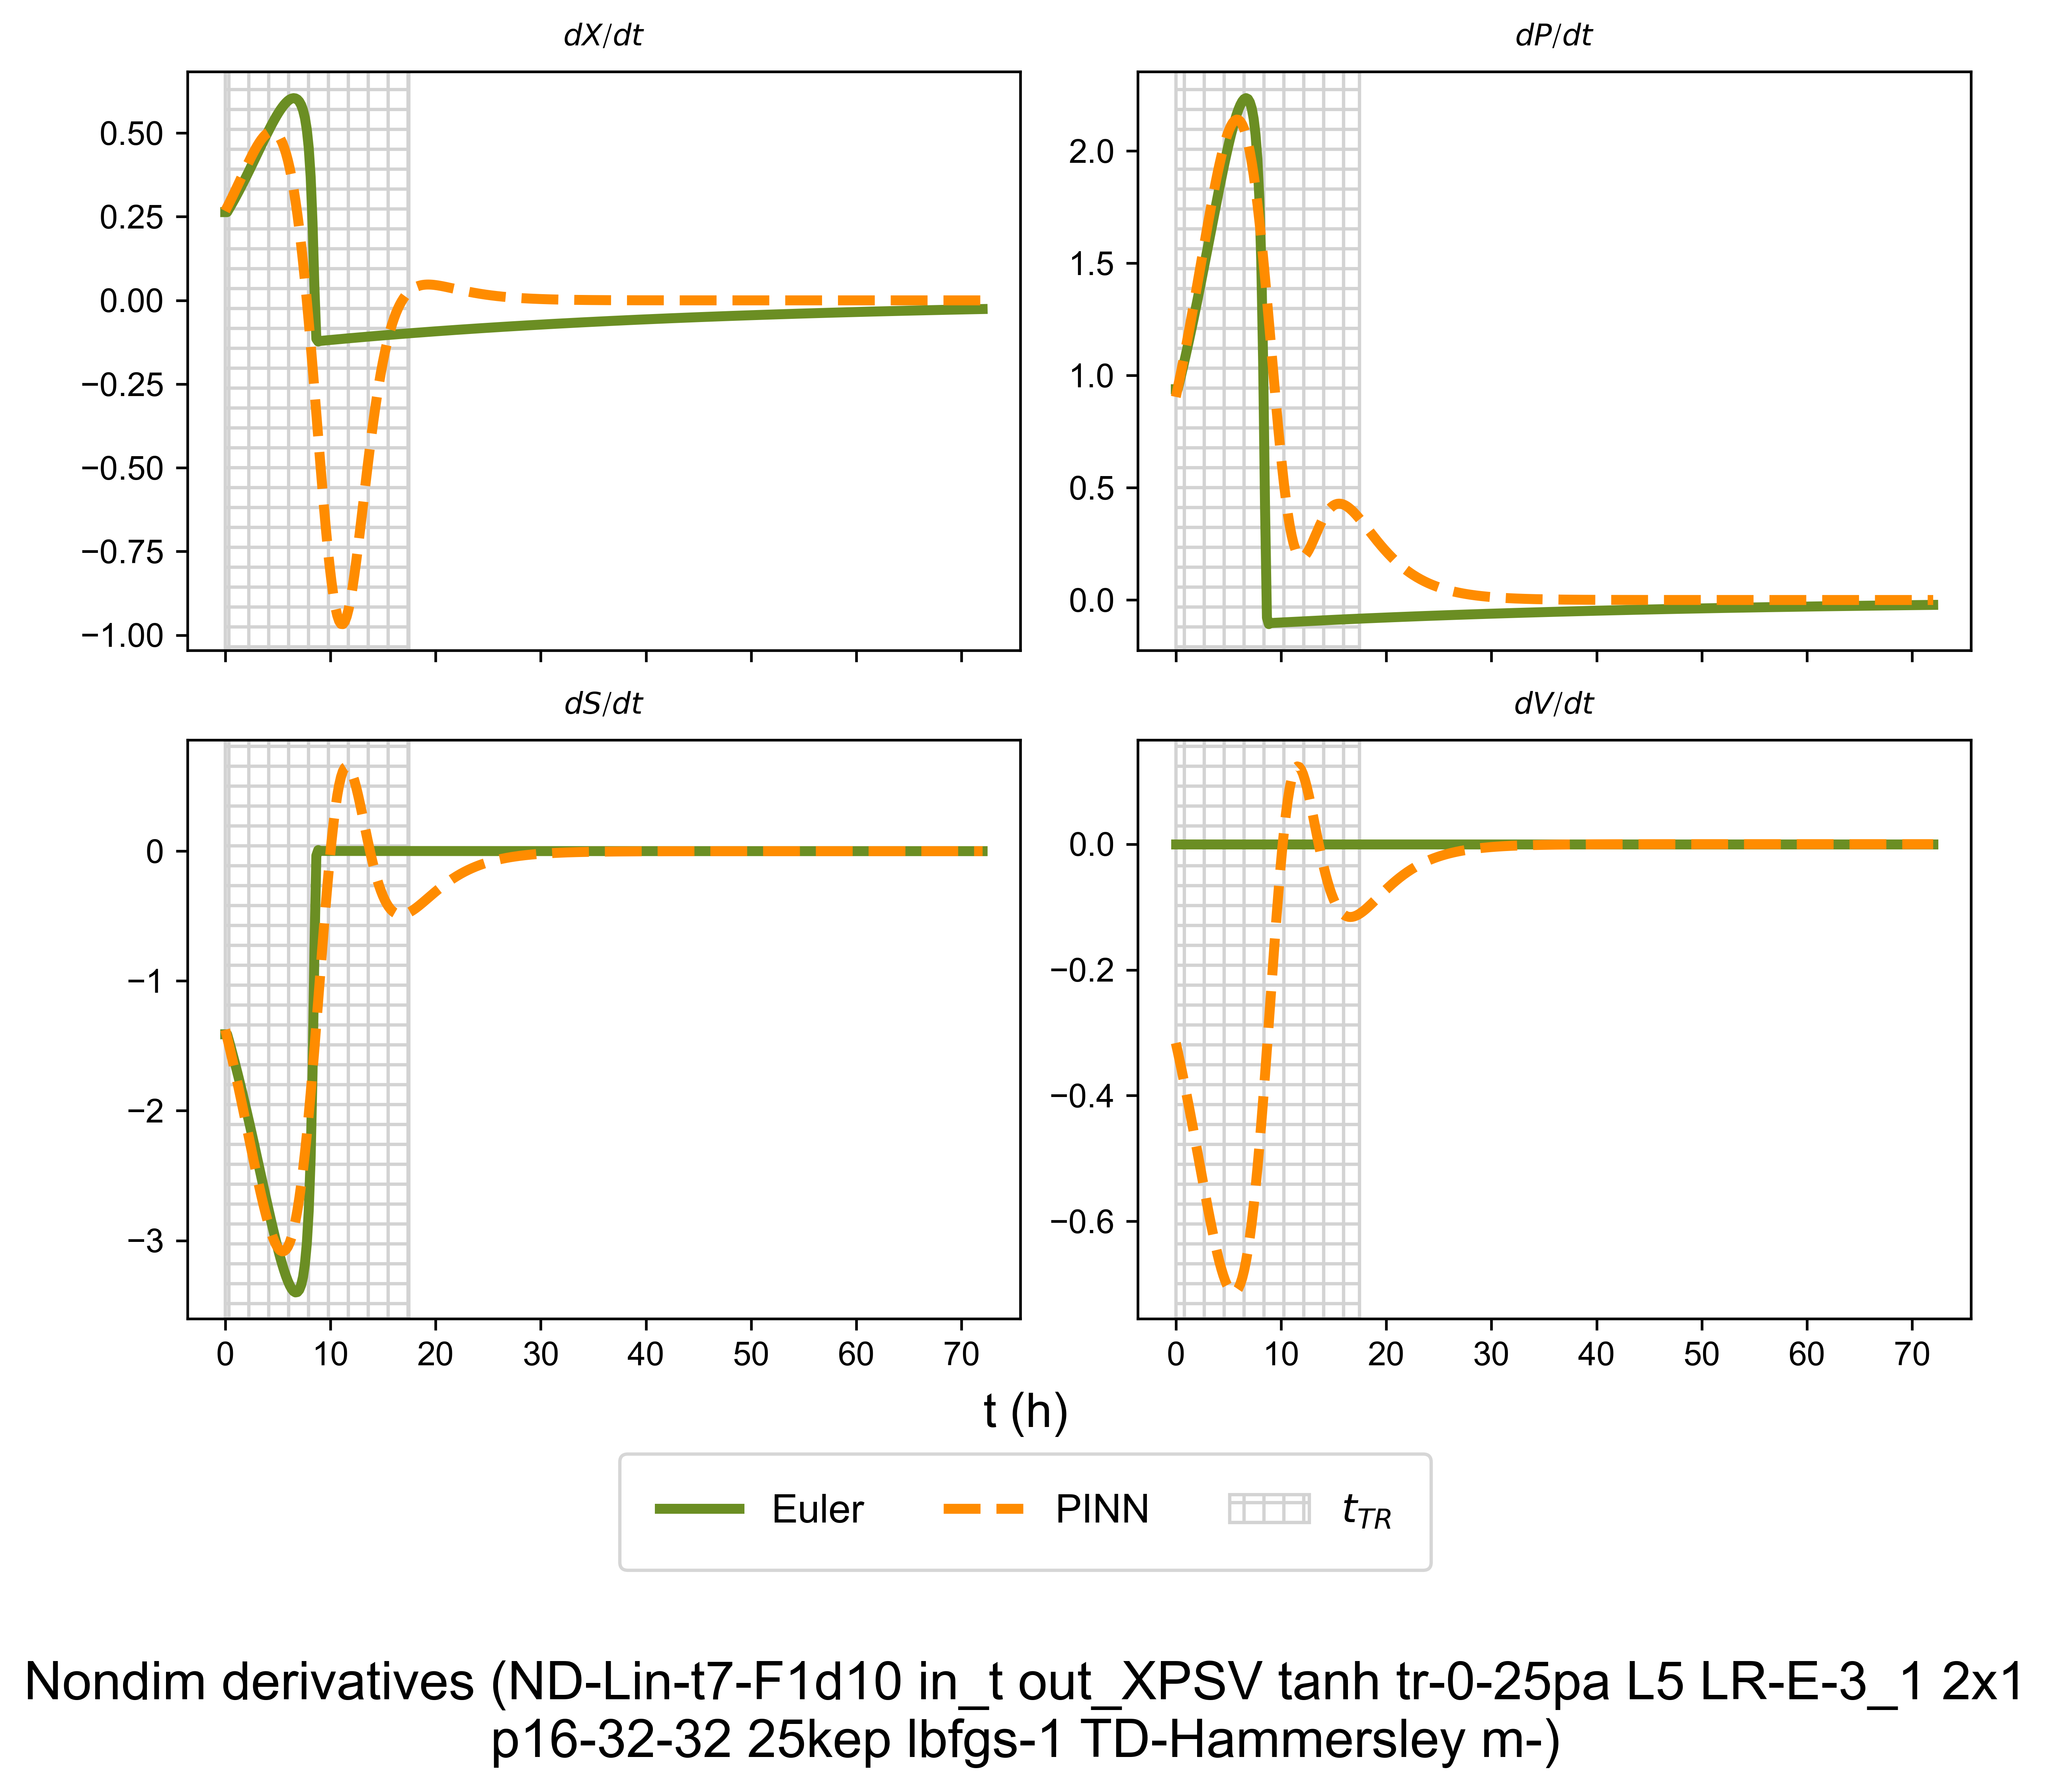 dX/dt
dP/dt
0.50
0.25
0.00
−0.25
−0.50
−0.75
−1.00
2.0
1.5
1.0
0.5
0.0
dS/dt
dV/dt
0
−1
−2
−3
0.0
−0.2
−0.4
−0.6
0 10 20 30 40 50 60 70
0 10 20 30 40 50 60 70
t (h)
Euler PINN t_TR
Nondim derivatives (ND-Lin-t7-F1d10 in_t out_XPSV tanh tr-0-25pa L5 LR-E-3_1 2x1
p16-32-32 25kep lbfgs-1 TD-Hammersley m-)